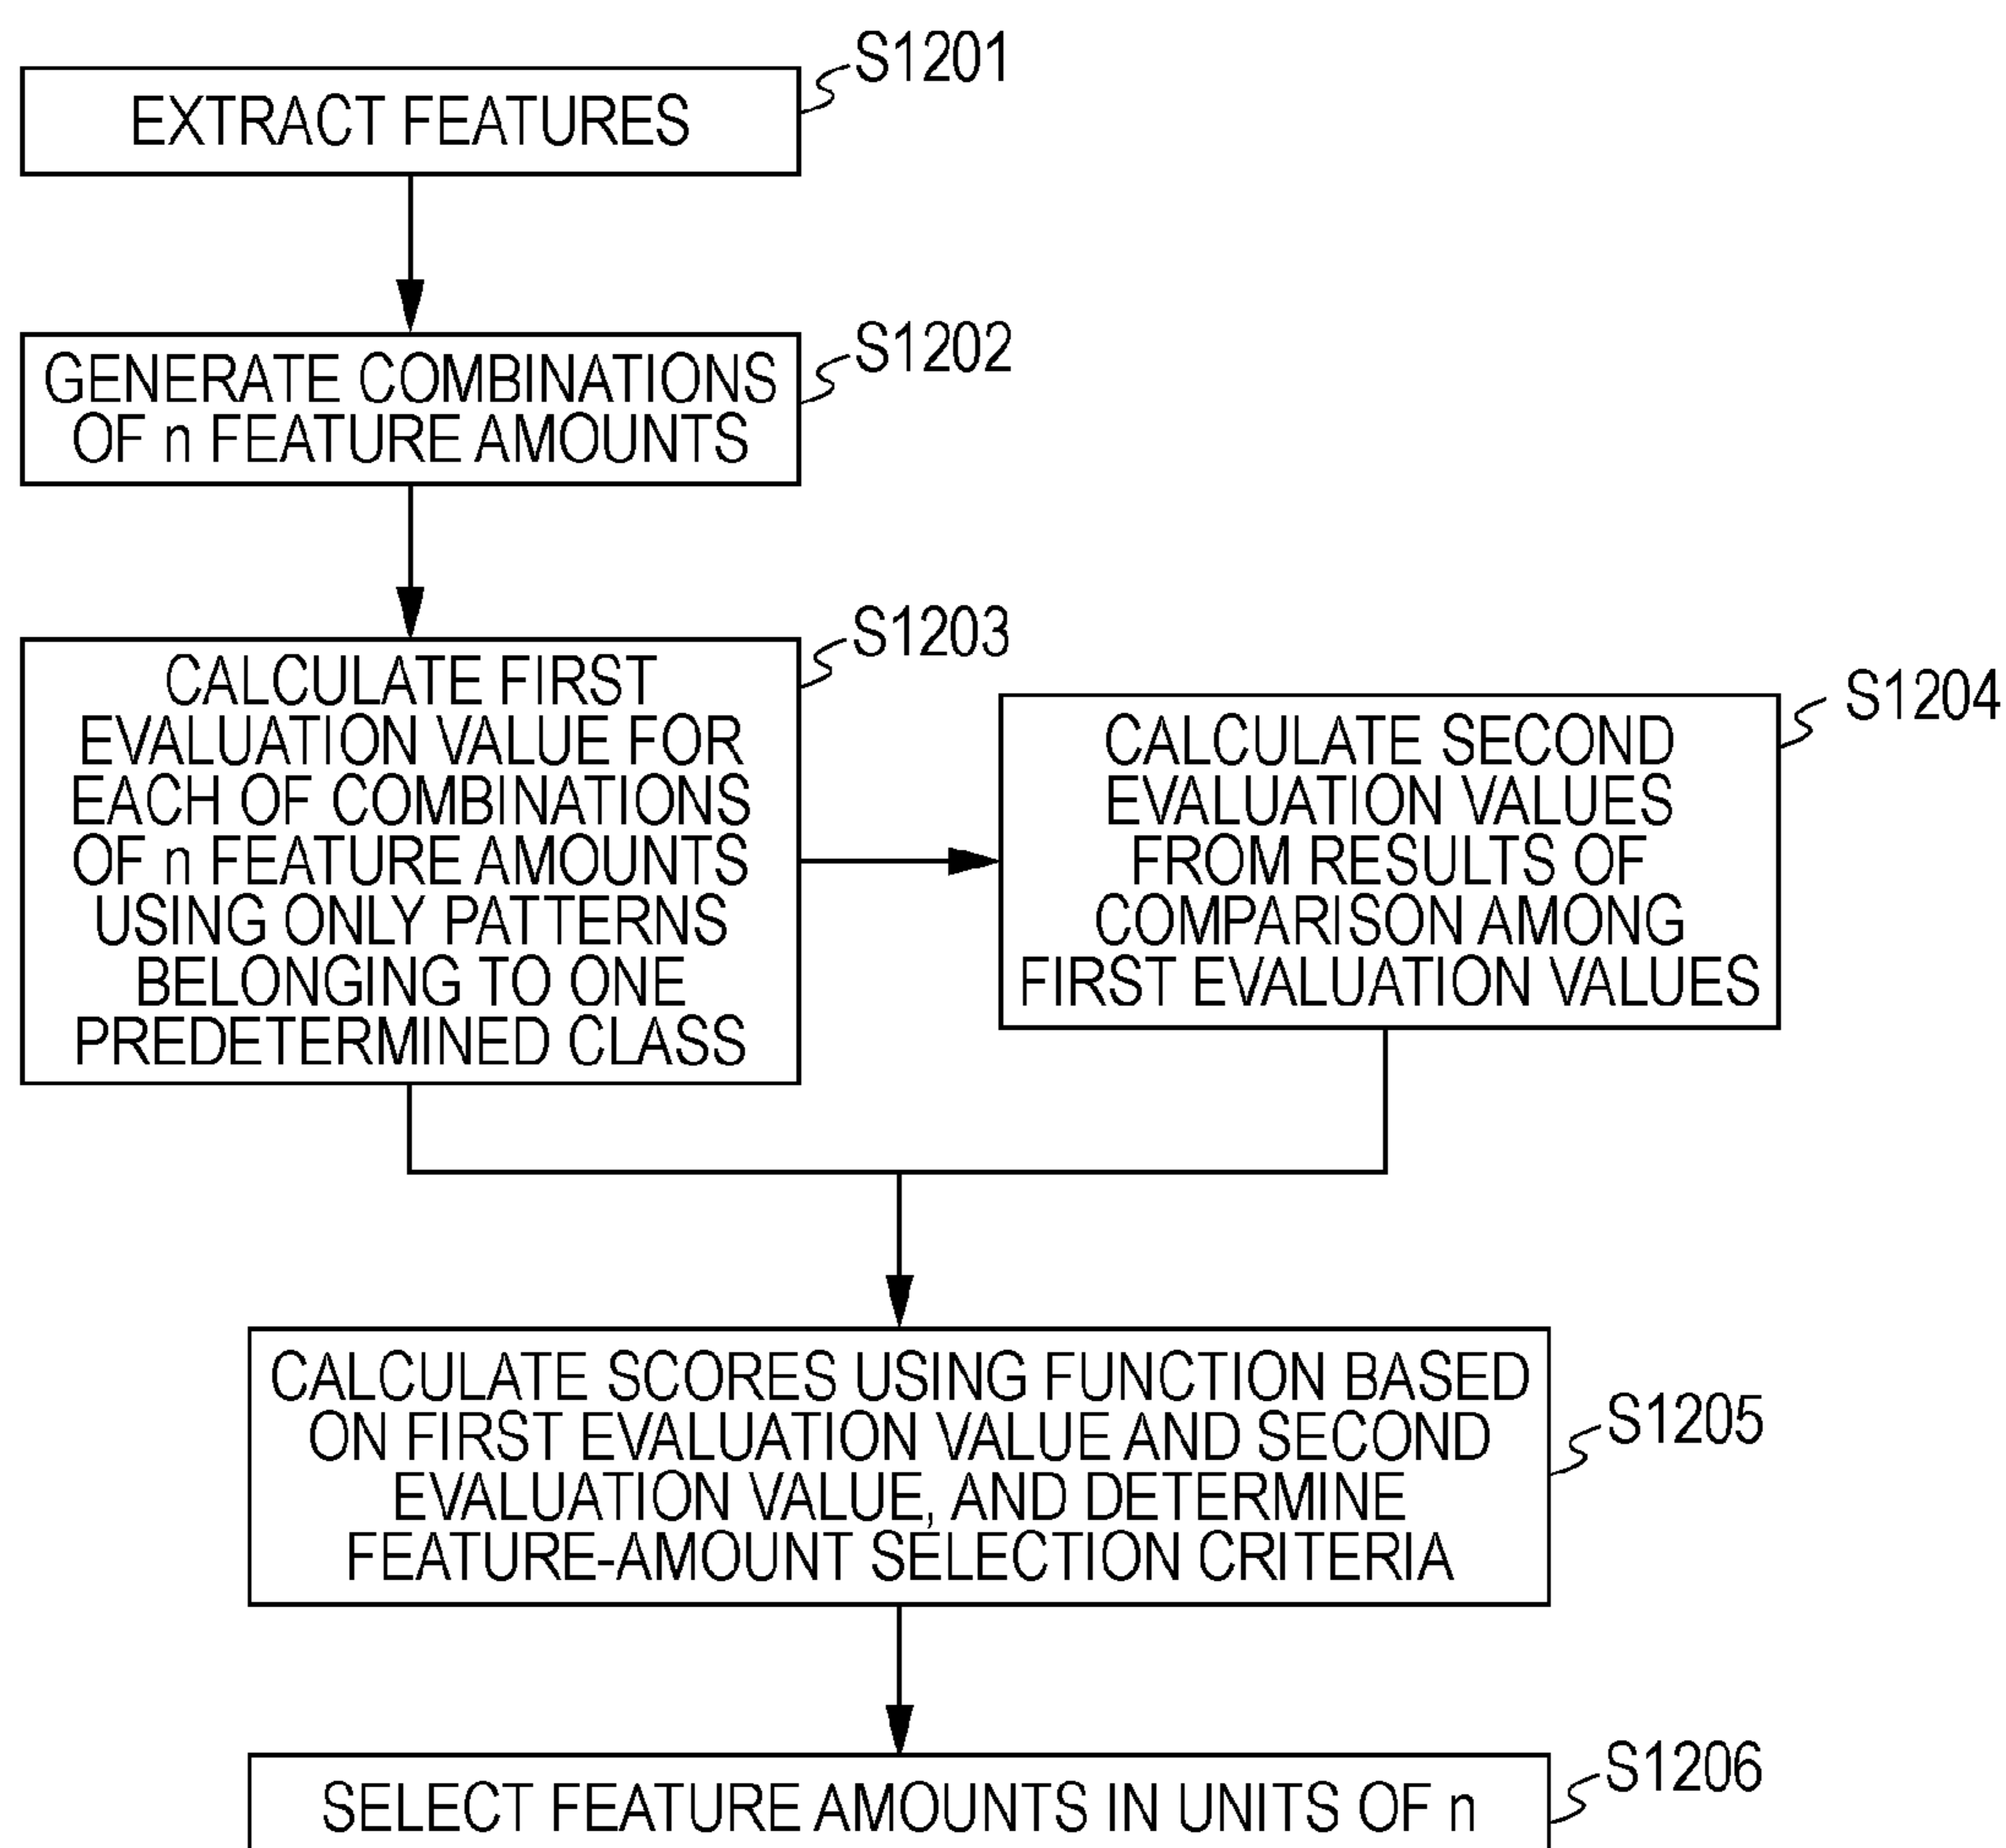 S1201
EXTRACT FEATURES
S1202
GENERATE COMBINATIONS
OF n FEATURE AMOUNTS
S1203
CALCULATE FIRST
EVALUATION VALUE FOR
EACH OF COMBINATIONS
OF n FEATURE AMOUNTS
USING ONLY PATTERNS
BELONGING TO ONE
PREDETERMINED CLASS
S1204
CALCULATE SECOND
EVALUATION VALUES
FROM RESULTS OF
COMPARISON AMONG
FIRST EVALUATION VALUES
CALCULATE SCORES USING FUNCTION BASED
ON FIRST EVALUATION VALUE AND SECOND
EVALUATION VALUE, AND DETERMINE
FEATURE-AMOUNT SELECTION CRITERIA
S1205
SELECT FEATURE AMOUNTS IN UNITS OF n
S1206